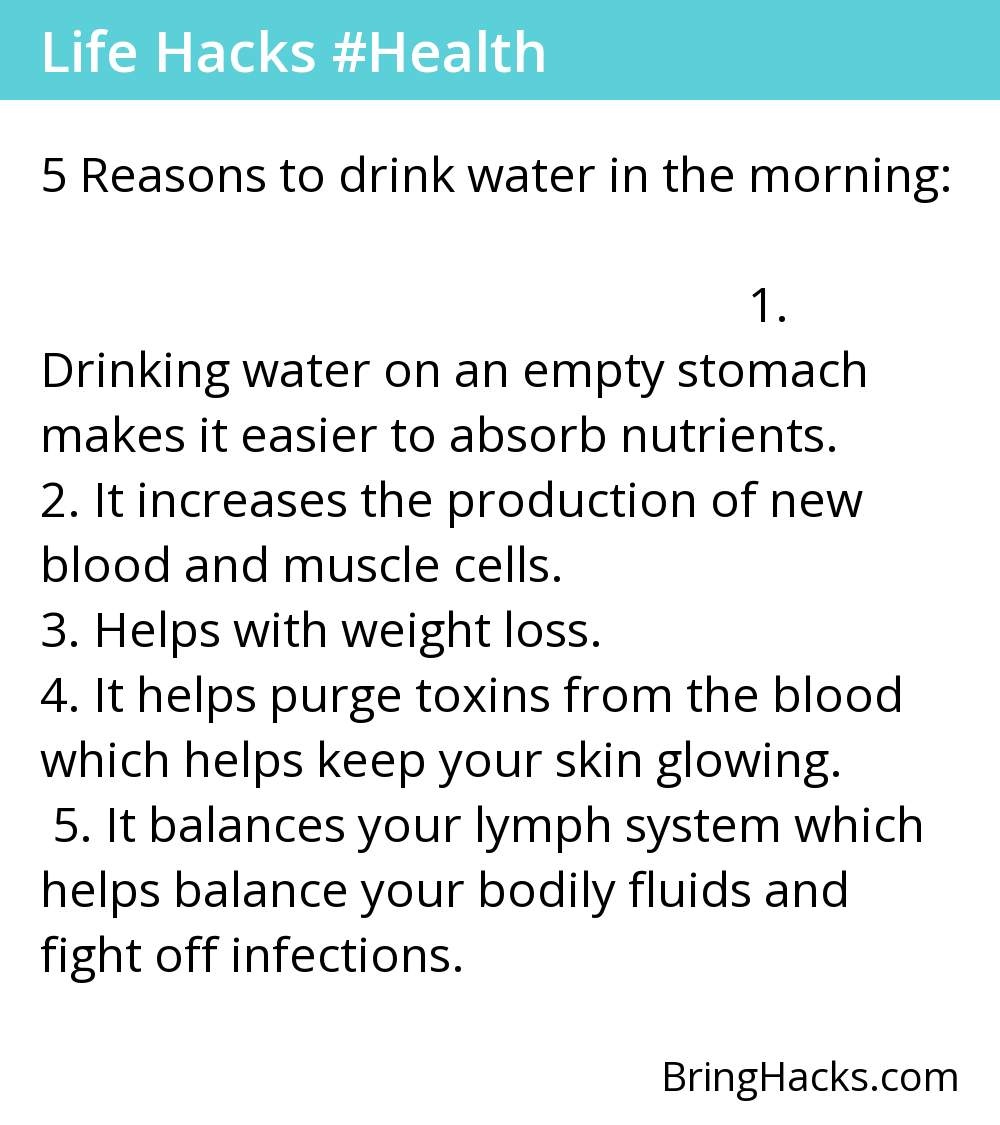 Life Hacks #Health
5 Reasons to drink water in the morning:
1.
Drinking water on an empty stomach
makes it easier to absorb nutrients.
2. It increases the production of new
blood and muscle cells.
3. Helps with weight loss.
4. It helps purge toxins from the blood
which helps keep your skin glowing.
5. It balances your lymph system which
helps balance your bodily fluids and
fight off infections.
BringHacks.com